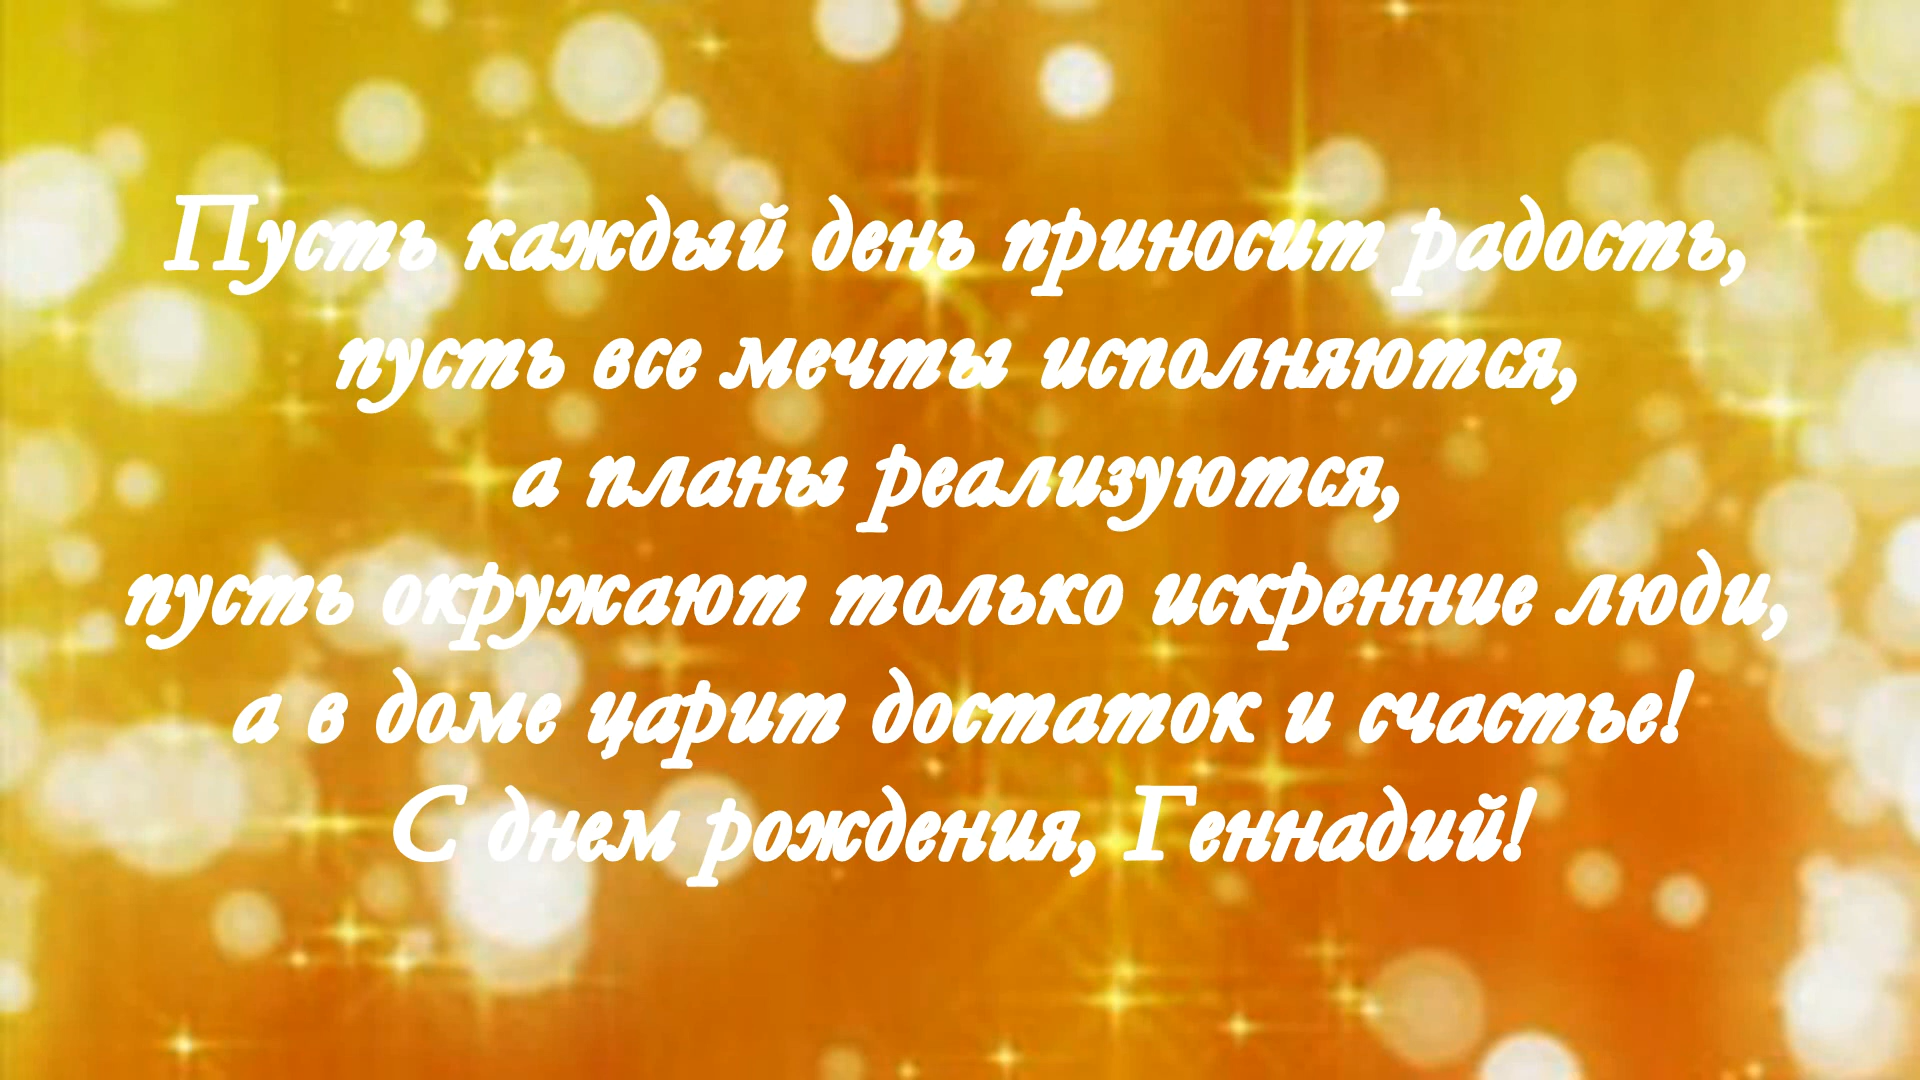 Пусть каждый день приносит радость,
пусть все мечты исполняются,
а планы реализуются,
пусть окружают только искренние люди,
а в доме царит достаток и счастье!
С днем рождения, Геннадий!